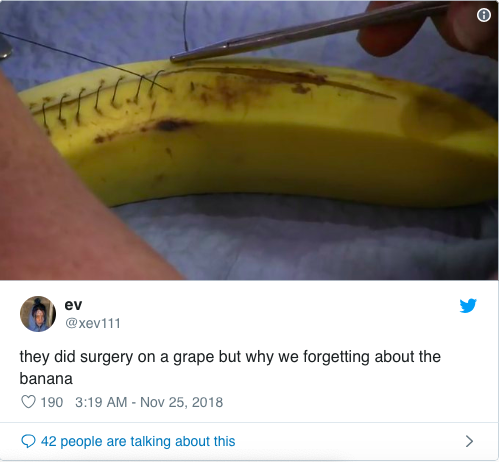 ev
@xev111
they did surgery on a grape but why we forgetting about the
banana
190 3:19 AM - Nov 25, 2018
42 people are talking about this